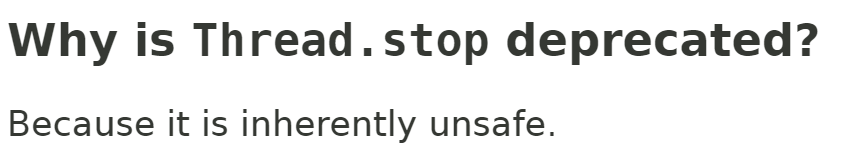 Why is Thread.stop deprecated?
Because it is inherently unsafe.